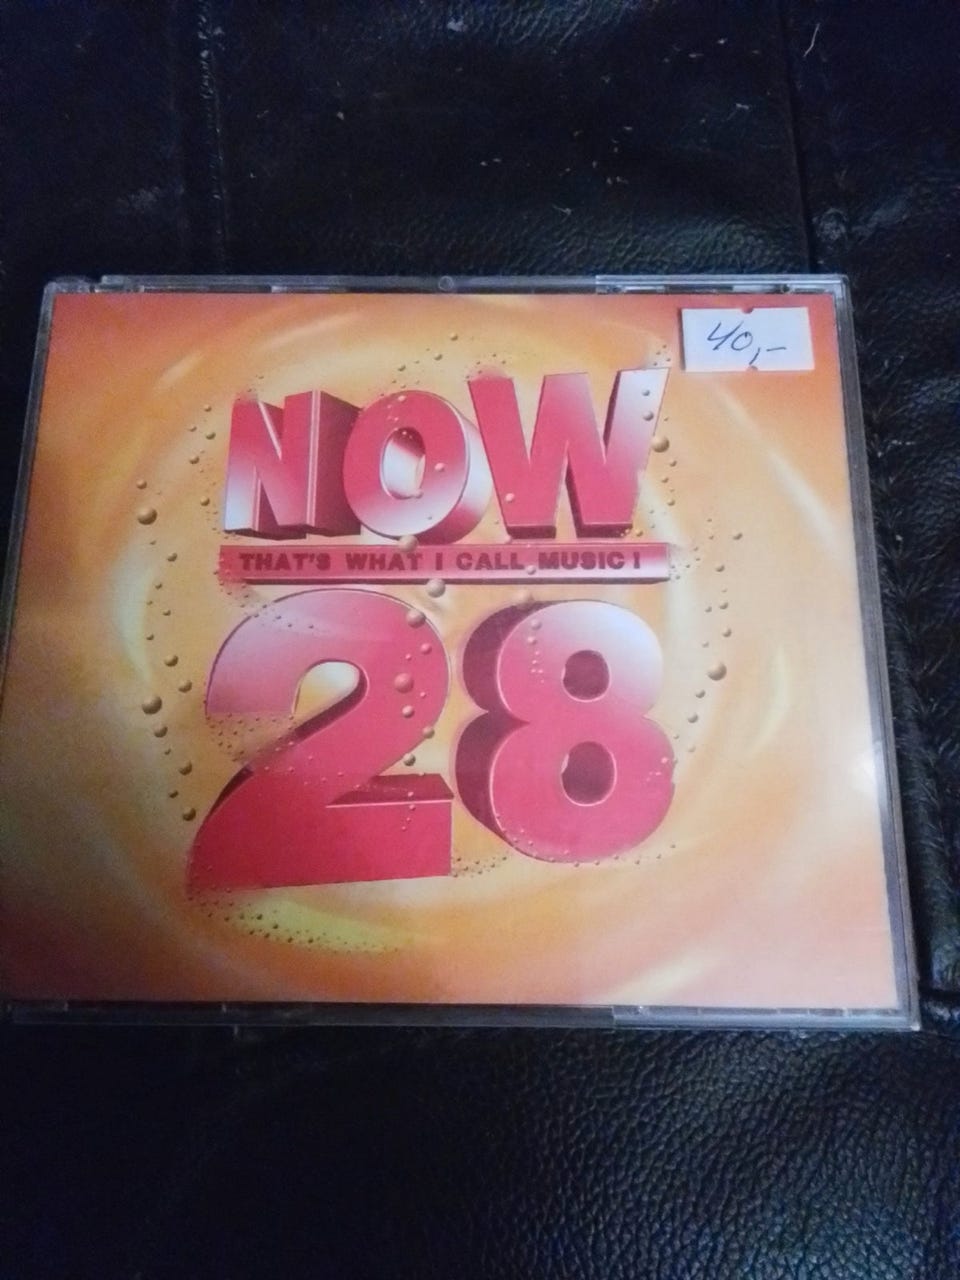 40,-
NOW
THAT'S WHAT I CALL MUSIC!
28